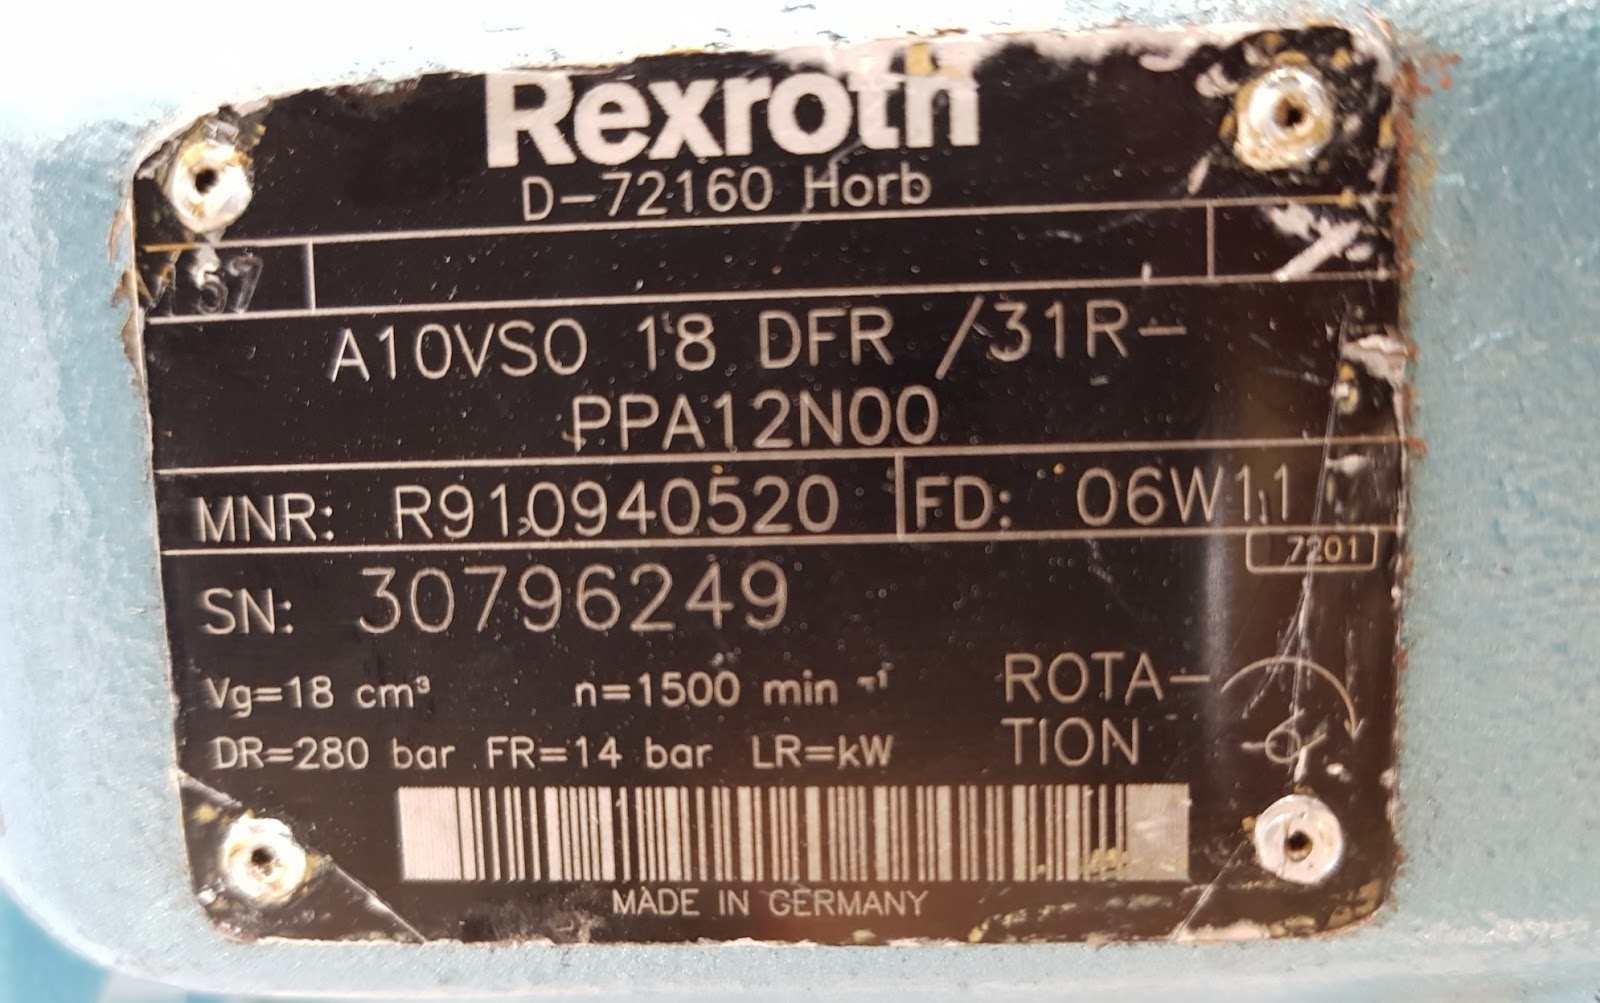 Rexroth
D-72160 Horb
157
A10VSO 18 DFR /31R-
PPA12N00
MNR: R910940520 FD: 06W11
7201
SN: 30796249
Vg=18 cm³ n=1500 min -1 ROTA-
DR=280 bar FR=14 bar LR=kW TION
MADE IN GERMANY